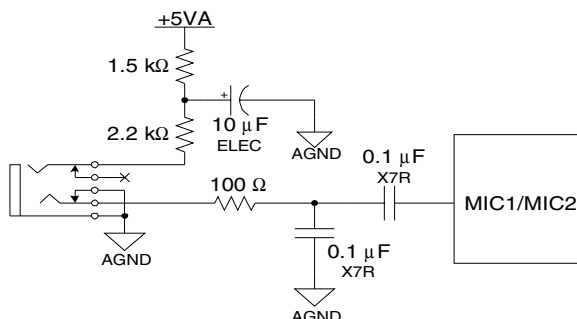 +5VA
1.5 kΩ
2.2 kΩ
+
10 µF
ELEC
AGND
0.1 µF
X7R
100 Ω
MIC1/MIC2
0.1 µF
X7R
AGND
AGND